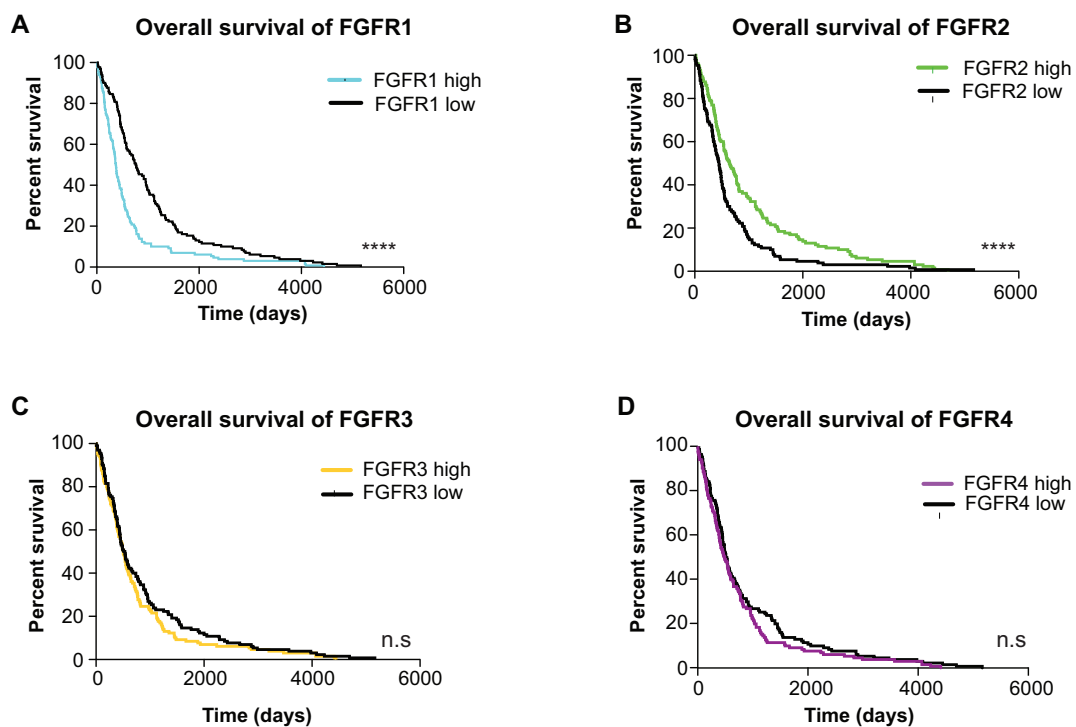 A
Overall survival of FGFR1
100
80
60
40
20
0
0
2000
4000
6000
Percent sruvival
Time (days)
FGFR1 high
FGFR1 low
****
B
Overall survival of FGFR2
100
80
60
40
20
0
0
2000
4000
6000
Percent sruvival
Time (days)
FGFR2 high
FGFR2 low
****
C
Overall survival of FGFR3
100
80
60
40
20
0
0
2000
4000
6000
Percent sruvival
Time (days)
FGFR3 high
FGFR3 low
n.s
D
Overall survival of FGFR4
100
80
60
40
20
0
0
2000
4000
6000
Percent sruvival
Time (days)
FGFR4 high
FGFR4 low
n.s